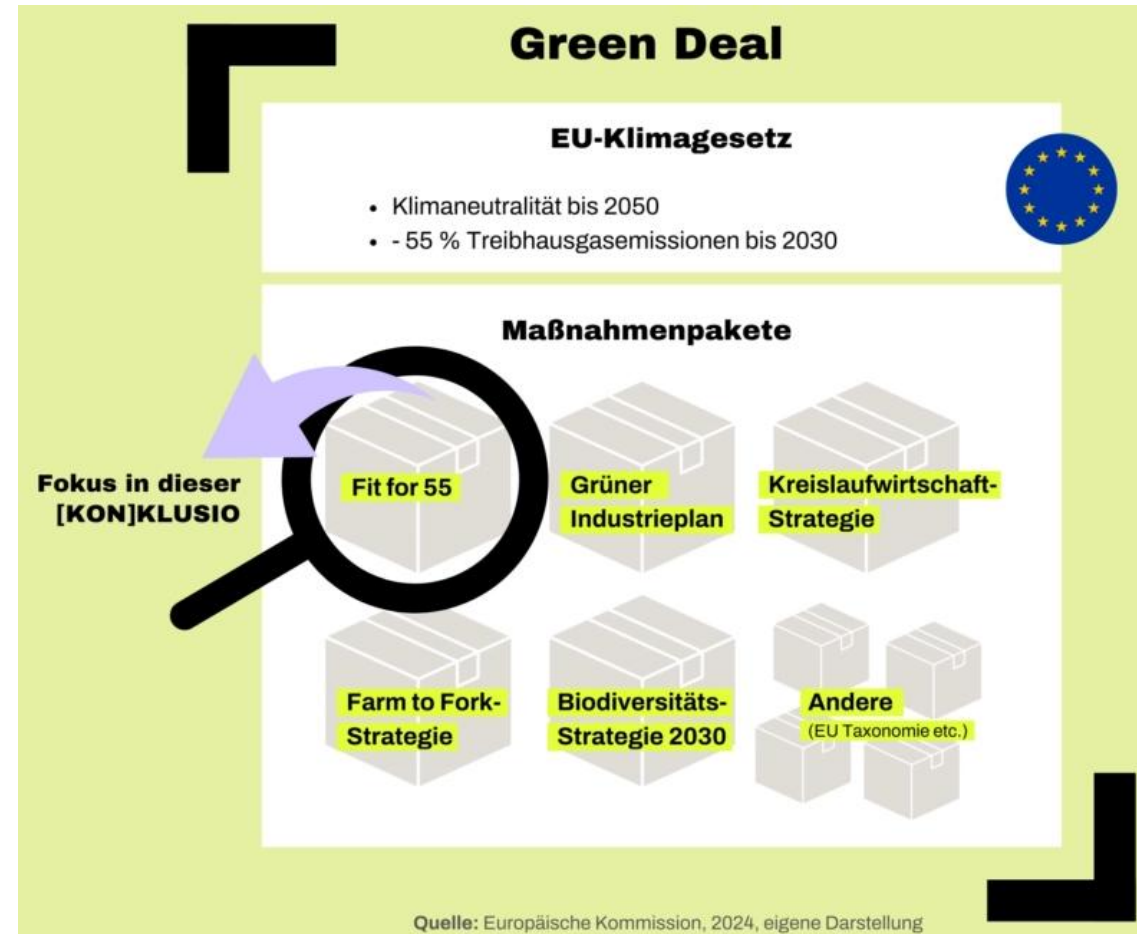 Green Deal
EU-Klimagesetz
• Klimaneutralität bis 2050
• - 55 % Treibhausgasemissionen bis 2030
Maßnahmenpakete
Fokus in dieser
[KON]KLUSIO
Fit for 55
Grüner
Industrieplan
Kreislaufwirtschaft-
Strategie
Farm to Fork-
Strategie
Biodiversitäts-
Strategie 2030
Andere
(EU Taxonomie etc.)
Quelle: Europäische Kommission, 2024, eigene Darstellung